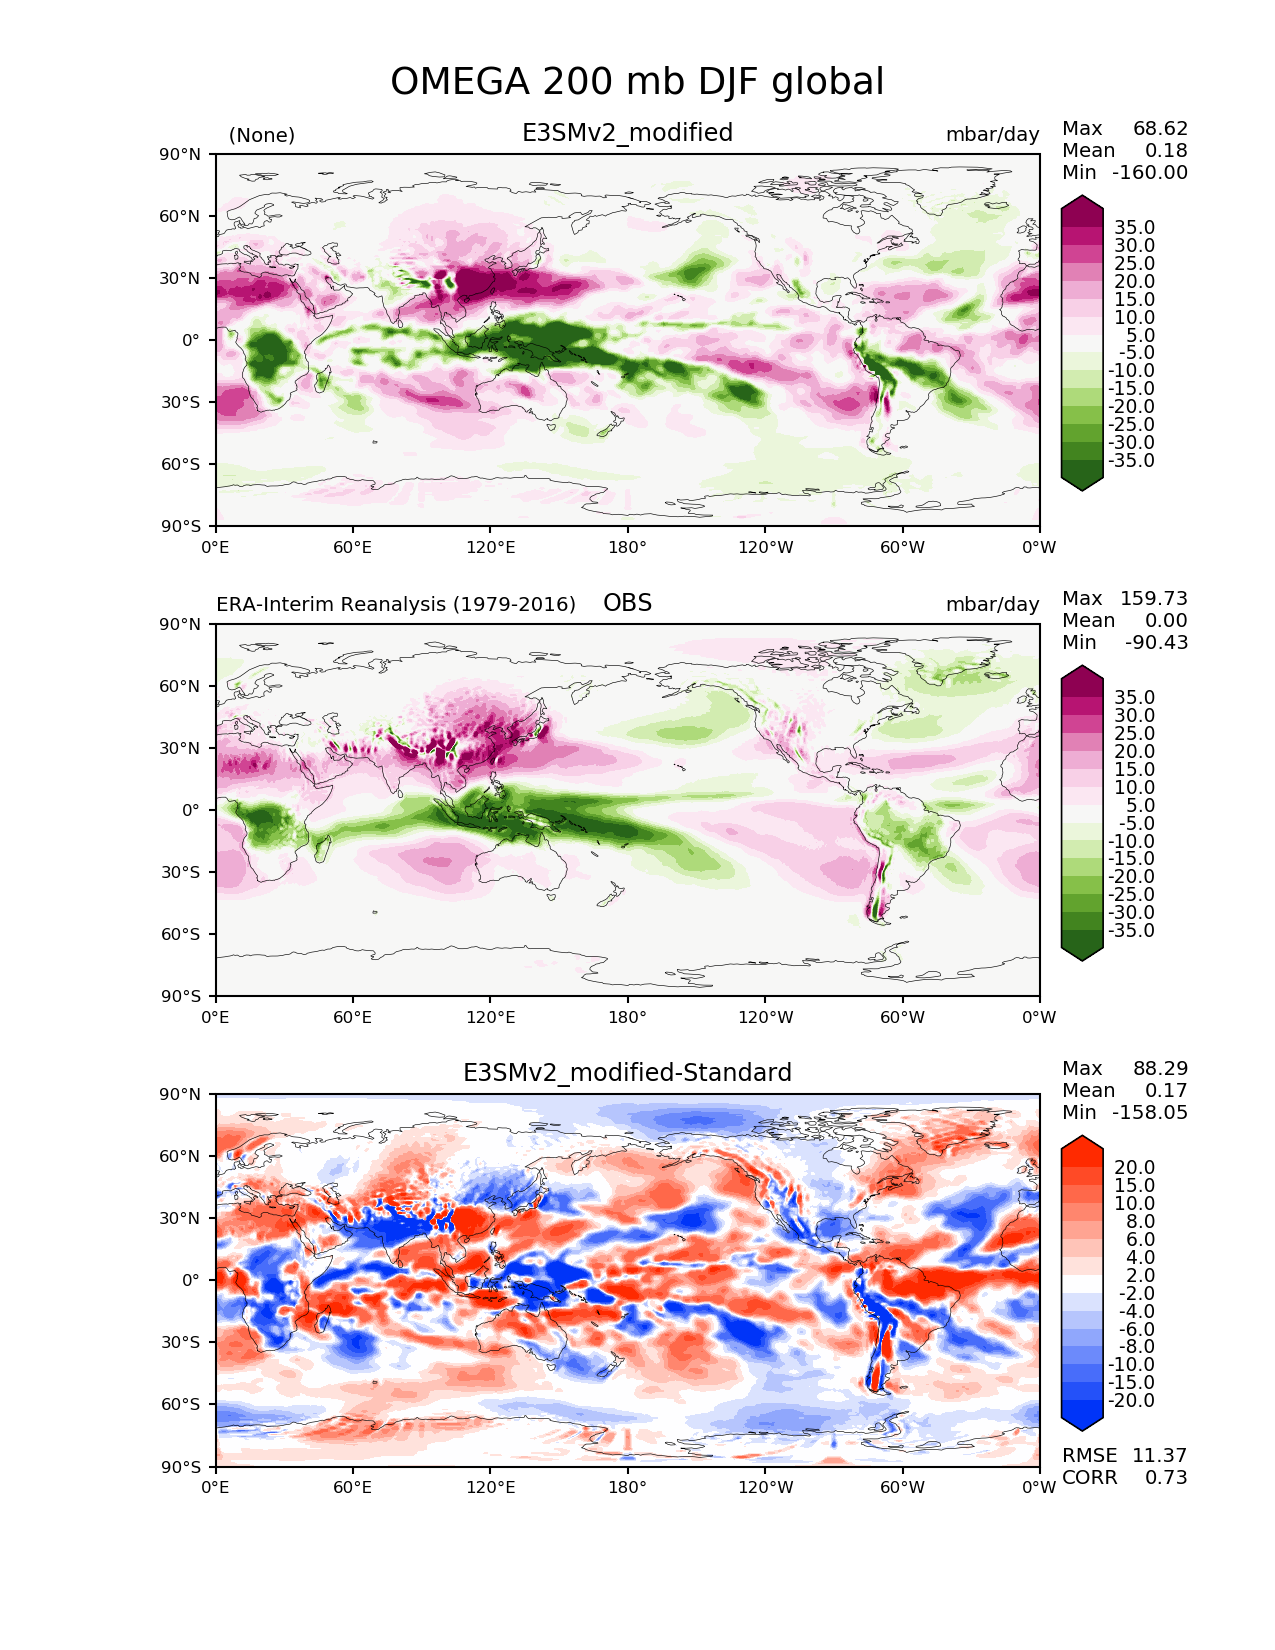 OMEGA 200 mb DJF global
(None) E3SMv2_modified mbar/day
Max 68.62
Mean 0.18
Min -160.00
90°N
60°N
30°N
0°
30°S
60°S
90°S
0°E 60°E 120°E 180° 120°W 60°W 0°W
35.0
30.0
25.0
20.0
15.0
10.0
5.0
-5.0
-10.0
-15.0
-20.0
-25.0
-30.0
-35.0
ERA-Interim Reanalysis (1979-2016) OBS mbar/day
Max 159.73
Mean 0.00
Min -90.43
90°N
60°N
30°N
0°
30°S
60°S
90°S
0°E 60°E 120°E 180° 120°W 60°W 0°W
35.0
30.0
25.0
20.0
15.0
10.0
5.0
-5.0
-10.0
-15.0
-20.0
-25.0
-30.0
-35.0
E3SMv2_modified-Standard
Max 88.29
Mean 0.17
Min -158.05
90°N
60°N
30°N
0°
30°S
60°S
90°S
0°E 60°E 120°E 180° 120°W 60°W 0°W
20.0
15.0
10.0
8.0
6.0
4.0
2.0
-2.0
-4.0
-6.0
-8.0
-10.0
-15.0
-20.0
RMSE 11.37
CORR 0.73